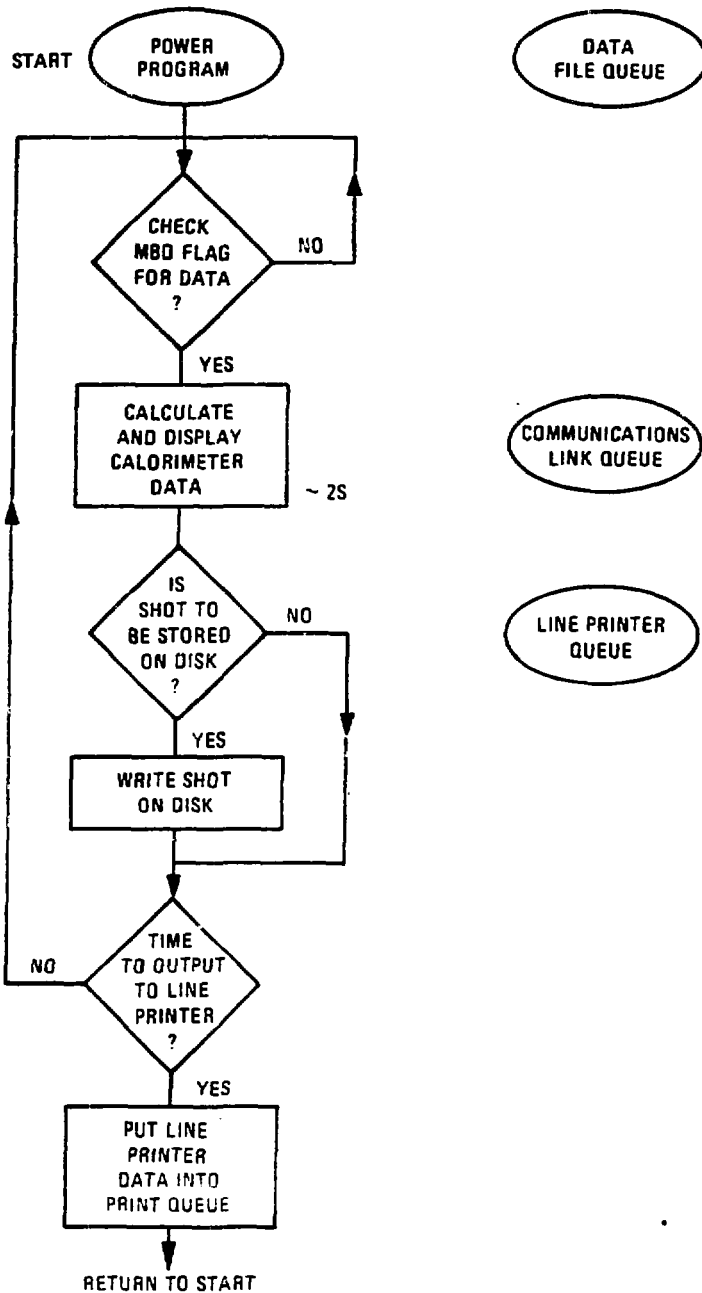 START
POWER
PROGRAM
DATA
FILE QUEUE
CHECK
MBD FLAG
FOR DATA
?
NO
YES
CALCULATE
AND DISPLAY
CALORIMETER
DATA
~ 2S
COMMUNICATIONS
LINK QUEUE
IS
SHOT TO
BE STORED
ON DISK
?
NO
LINE PRINTER
QUEUE
YES
WRITE SHOT
ON DISK
TIME
TO OUTPUT
TO LINE
PRINTER
?
NO
YES
PUT LINE
PRINTER
DATA INTO
PRINT QUEUE
RETURN TO START